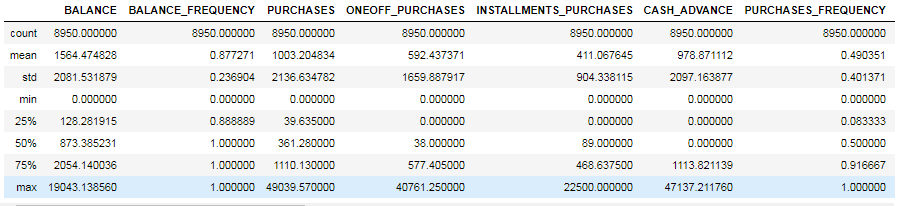 BALANCE BALANCE_FREQUENCY PURCHASES ONEOFF_PURCHASES INSTALLMENTS_PURCHASES CASH_ADVANCE PURCHASES_FREQUENCY
count 8950.000000 8950.000000 8950.000000 8950.000000 8950.000000 8950.000000 8950.000000
mean 1564.474828 0.877271 1003.204834 592.437371 411.067645 978.871112 0.490351
std 2081.531879 0.236904 2136.634782 1659.887917 904.338115 2097.163877 0.401371
min 0.000000 0.000000 0.000000 0.000000 0.000000 0.000000 0.000000
25% 128.281915 0.888889 39.635000 0.000000 0.000000 0.000000 0.083333
50% 873.385231 1.000000 361.280000 38.000000 89.000000 0.000000 0.500000
75% 2054.140036 1.000000 1110.130000 577.405000 468.637500 1113.821139 0.916667
max 19043.138560 1.000000 49039.570000 40761.250000 22500.000000 47137.211760 1.000000